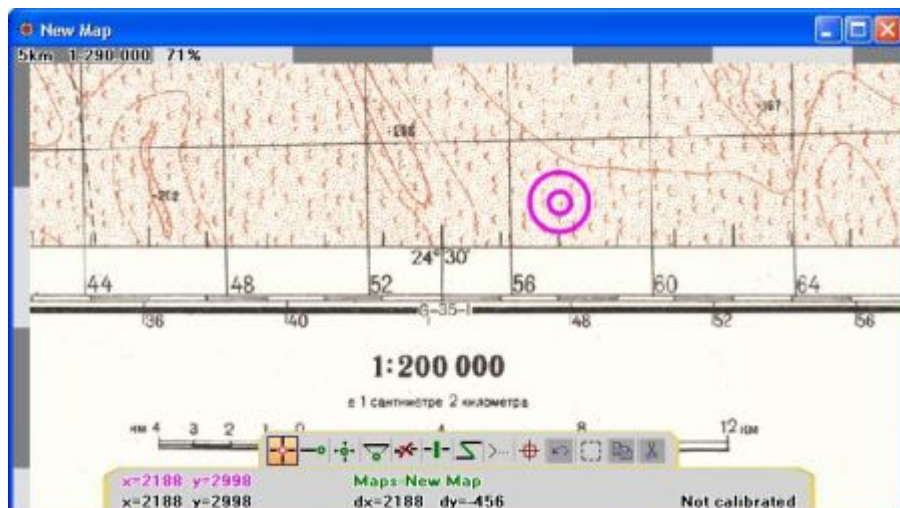 New Map
5km 1-290 000 71%
167
202
24°30'
44 48 52 56 60 64
G-35-I
36 40 48 52 56
1:200 000
в 1 сантиметре 2 километра
км 4 3 2 1 0 4 8 12 км
x=2188 y=2998 Maps-New Map
x=2188 y=2998 dx=2188 dy=-456 Not calibrated